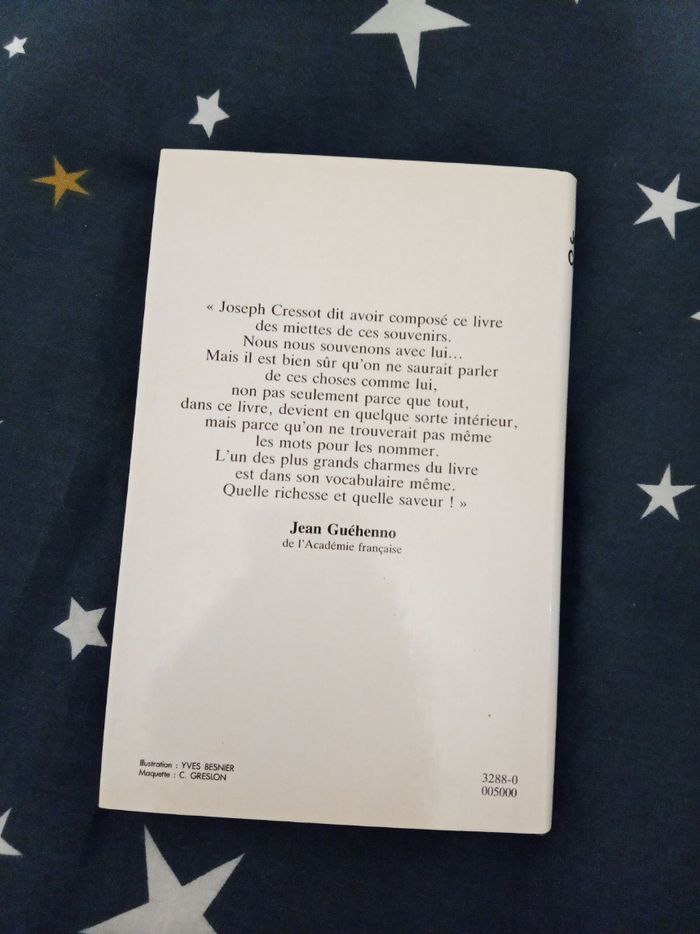 « Joseph Cressot dit avoir composé ce livre
des miettes de ces souvenirs.
Nous nous souvenons avec lui...
Mais il est bien sûr qu'on ne saurait parler
de ces choses comme lui,
non pas seulement parce que tout,
dans ce livre, devient en quelque sorte intérieur,
mais parce qu'on ne trouverait pas même
les mots pour les nommer.
L'un des plus grands charmes du livre
est dans son vocabulaire même.
Quelle richesse et quelle saveur ! »
Jean Guéhenno
de l'Académie française
Illustration : YVES BESNIER
Maquette : C. GRESLON
3288-0
005000